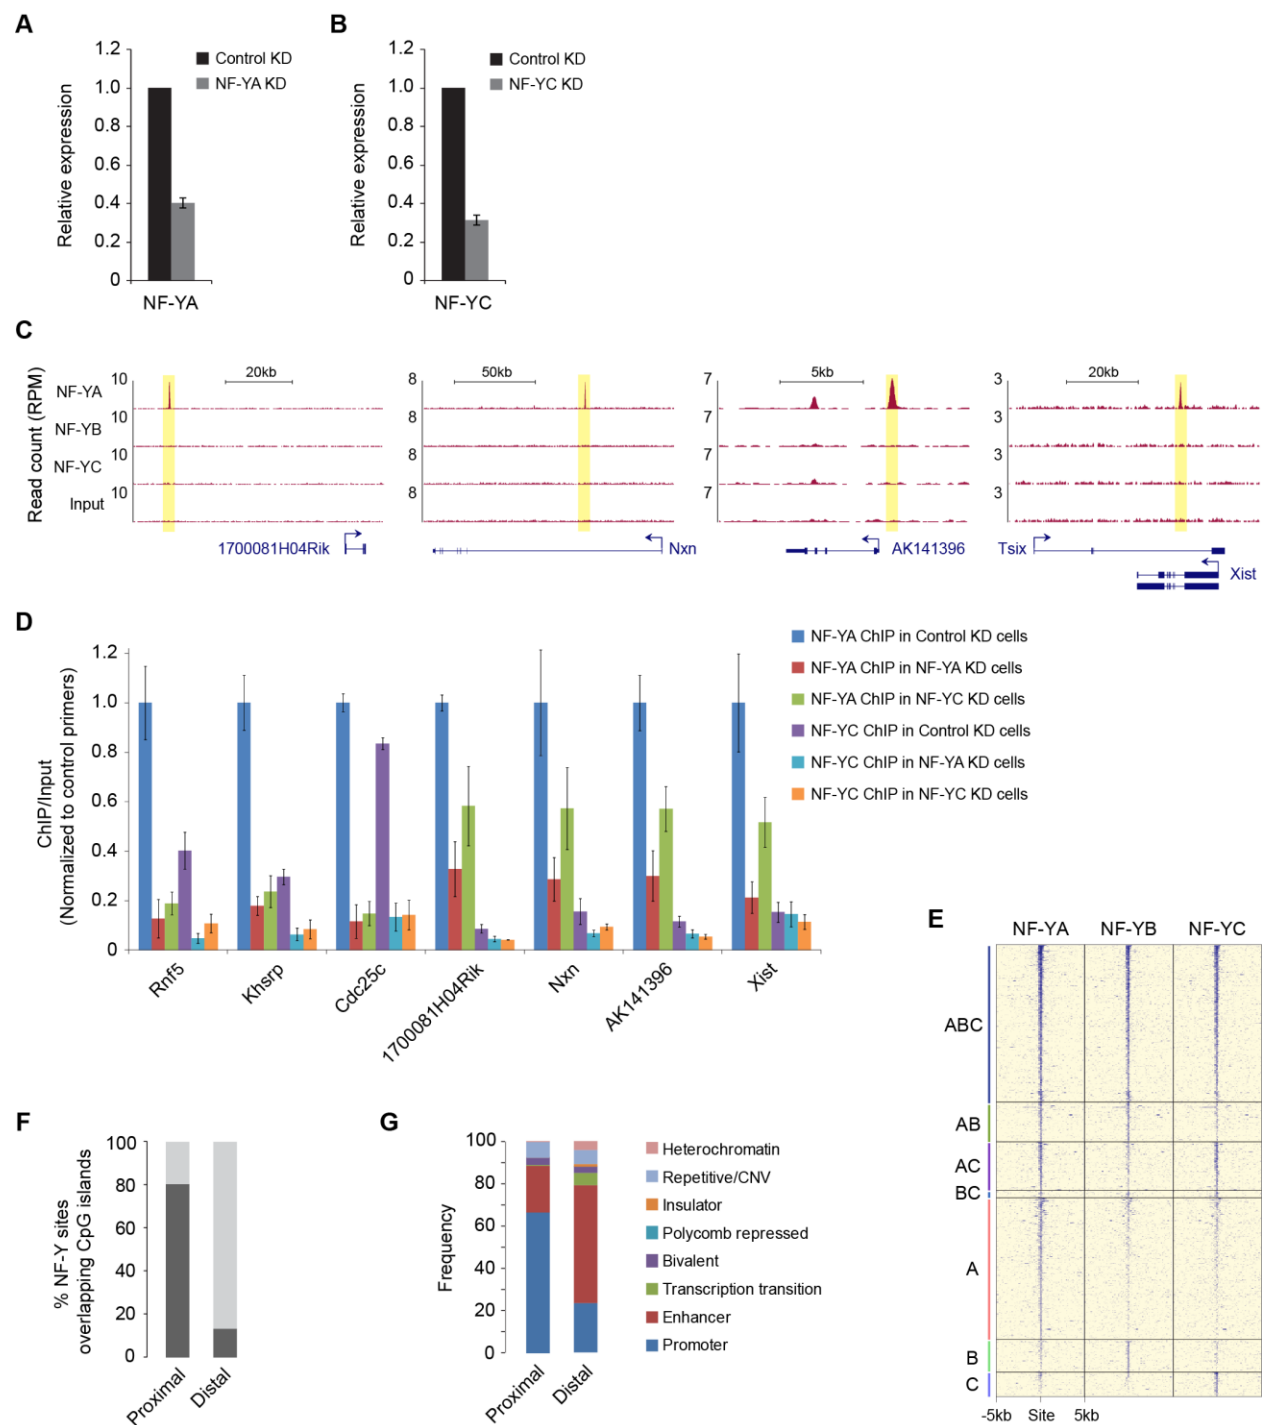 A
B
1.2
1.0
0.8
0.6
0.4
0.2
0
Relative expression
Control KD
NF-YA KD
NF-YA
1.2
1.0
0.8
0.6
0.4
0.2
0
Relative expression
Control KD
NF-YC KD
NF-YC
C
Read count (RPM)
NF-YA
NF-YB
NF-YC
Input
10
10
10
10
20kb
1700081H04Rik
8
8
8
8
50kb
Nxn
7
7
7
7
5kb
AK141396
3
3
3
3
20kb
Tsix
Xist
D
ChIP/Input
(Normalized to control primers)
1.2
1.0
0.8
0.6
0.4
0.2
0
Rnf5
Khsrp
Cdc25c
1700081H04Rik
Nxn
AK141396
Xist
NF-YA ChIP in Control KD cells
NF-YA ChIP in NF-YA KD cells
NF-YA ChIP in NF-YC KD cells
NF-YC ChIP in Control KD cells
NF-YC ChIP in NF-YA KD cells
NF-YC ChIP in NF-YC KD cells
E
NF-YA NF-YB NF-YC
ABC
AB
AC
BC
A
B
C
-5kb Site 5kb
F
% NF-Y sites
overlapping CpG islands
100
80
60
40
20
0
Proximal
Distal
G
Frequency
100
80
60
40
20
0
Proximal
Distal
Heterochromatin
Repetitive/CNV
Insulator
Polycomb repressed
Bivalent
Transcription transition
Enhancer
Promoter